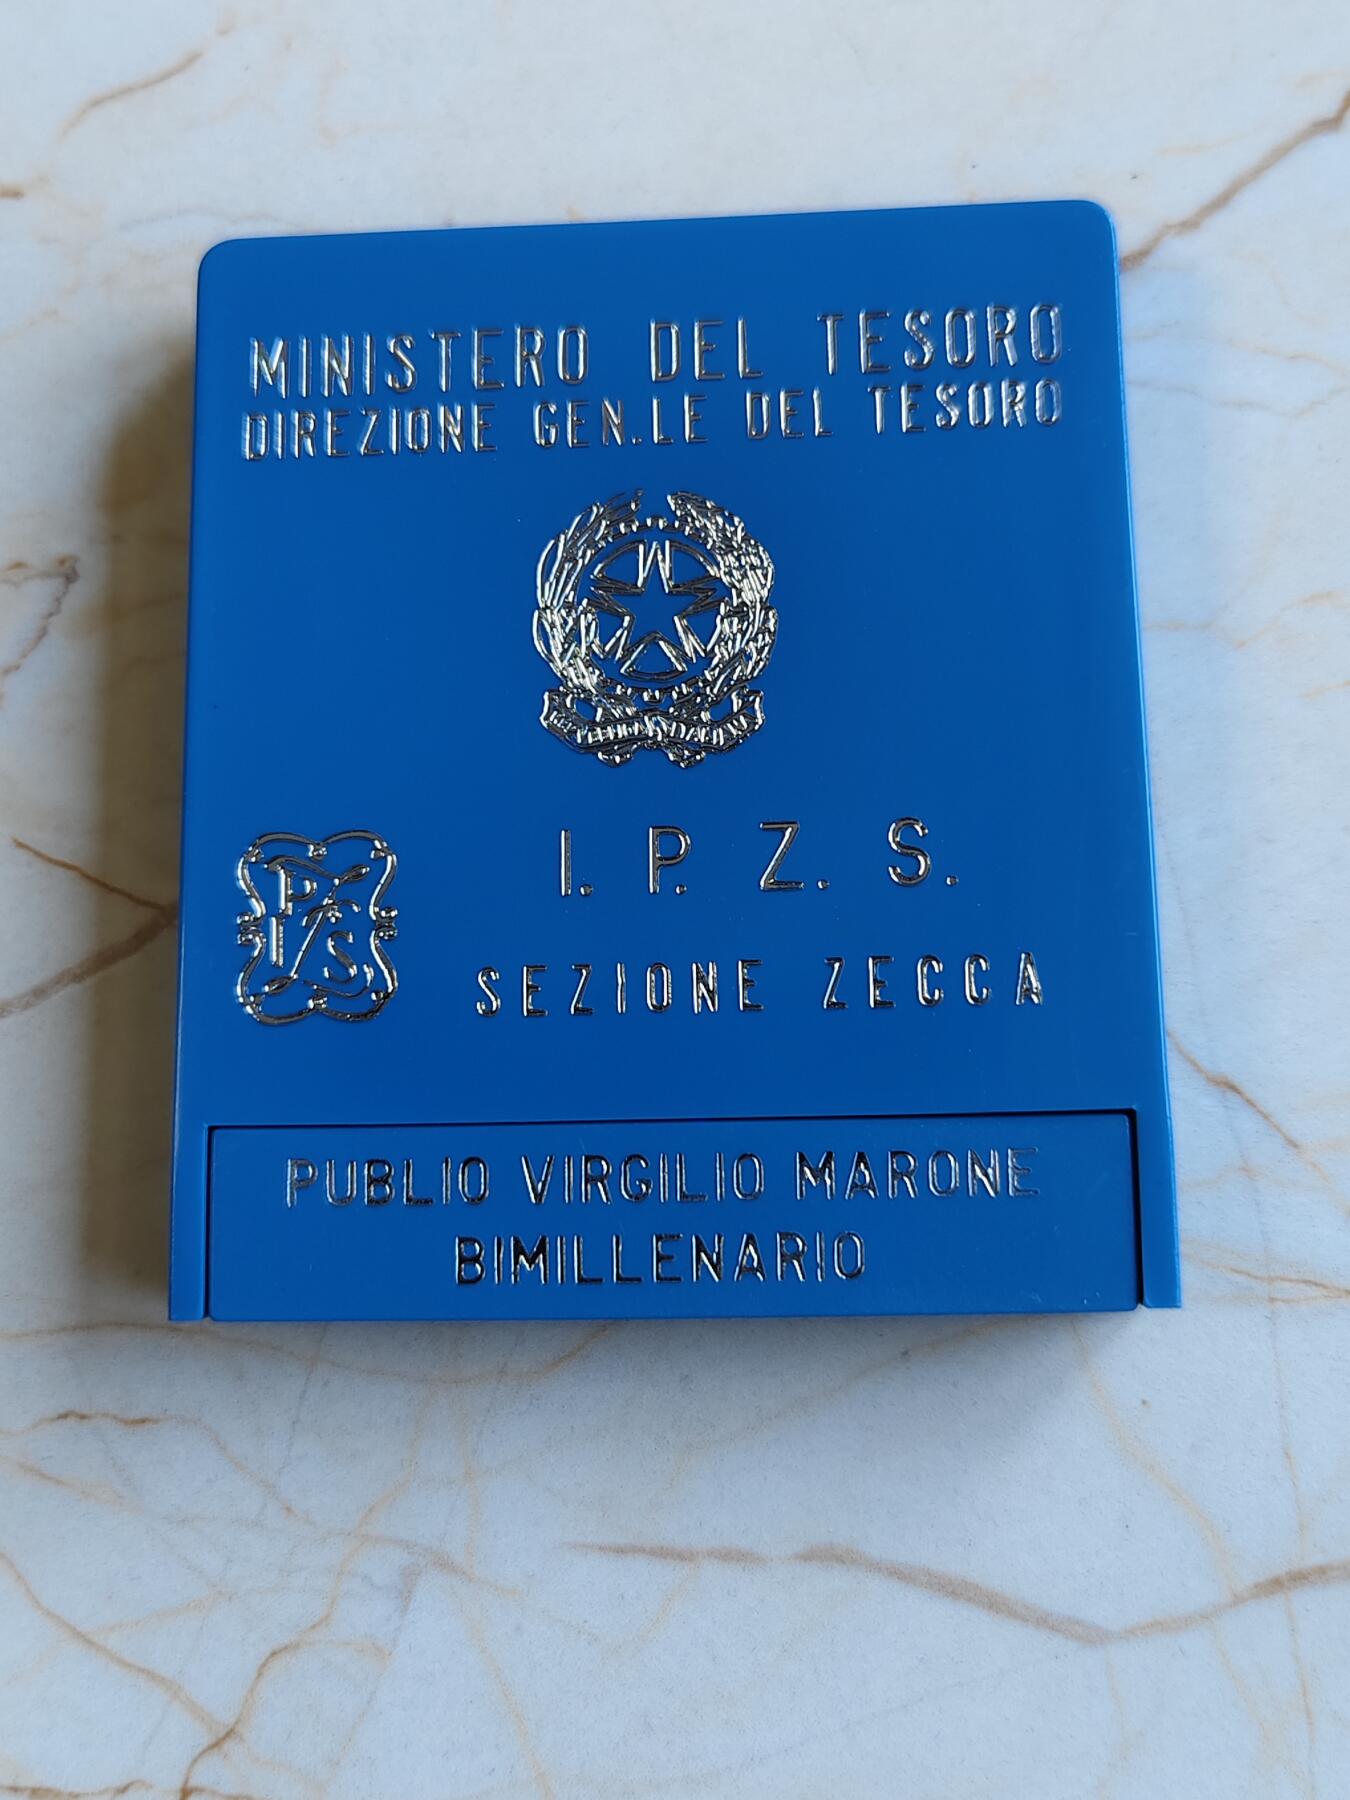 MINISTERO DEL TESORO
DIREZIONE GEN.LE DEL TESORO
I. P. Z. S.
SEZIONE ZECCA
P
I S
PUBLIO VIRGILIO MARONE
BIMILLENARIO